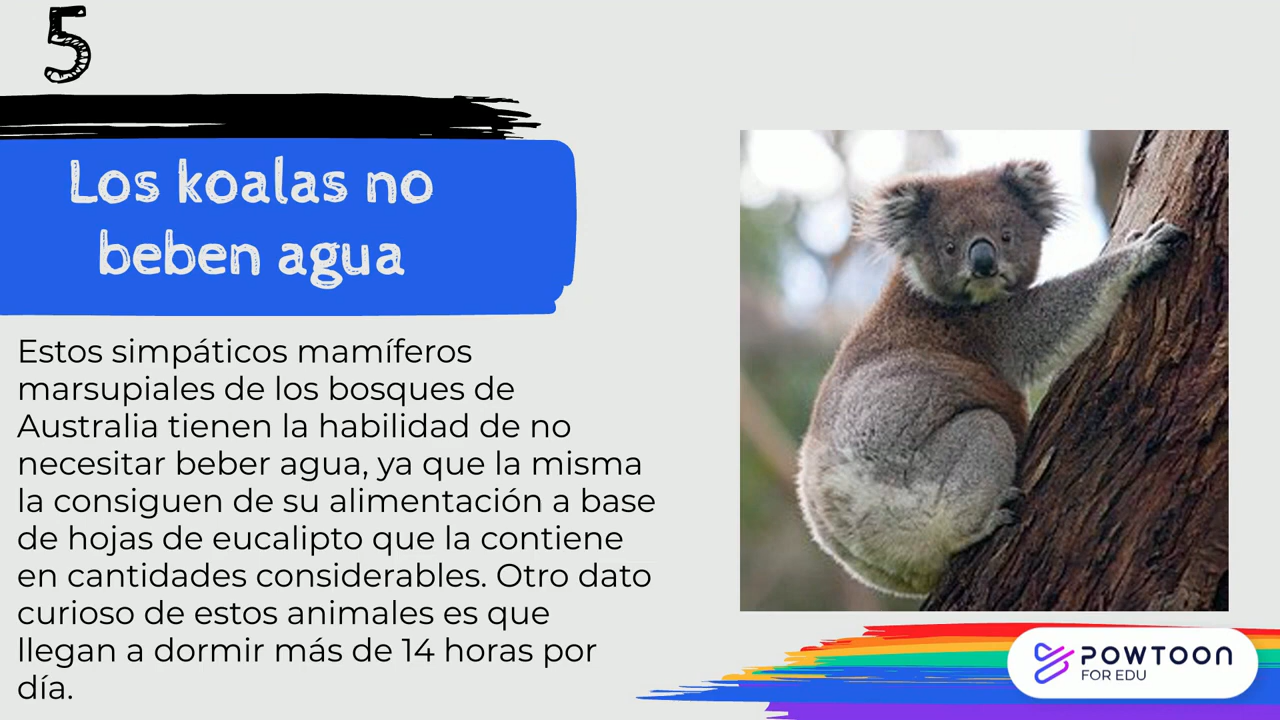 5
Los koalas no
beben agua
Estos simpáticos mamíferos
marsupiales de los bosques de
Australia tienen la habilidad de no
necesitar beber agua, ya que la misma
la consiguen de su alimentación a base
de hojas de eucalipto que la contiene
en cantidades considerables. Otro dato
curioso de estos animales es que
llegan a dormir más de 14 horas por
día.
POWTOON
FOR EDU